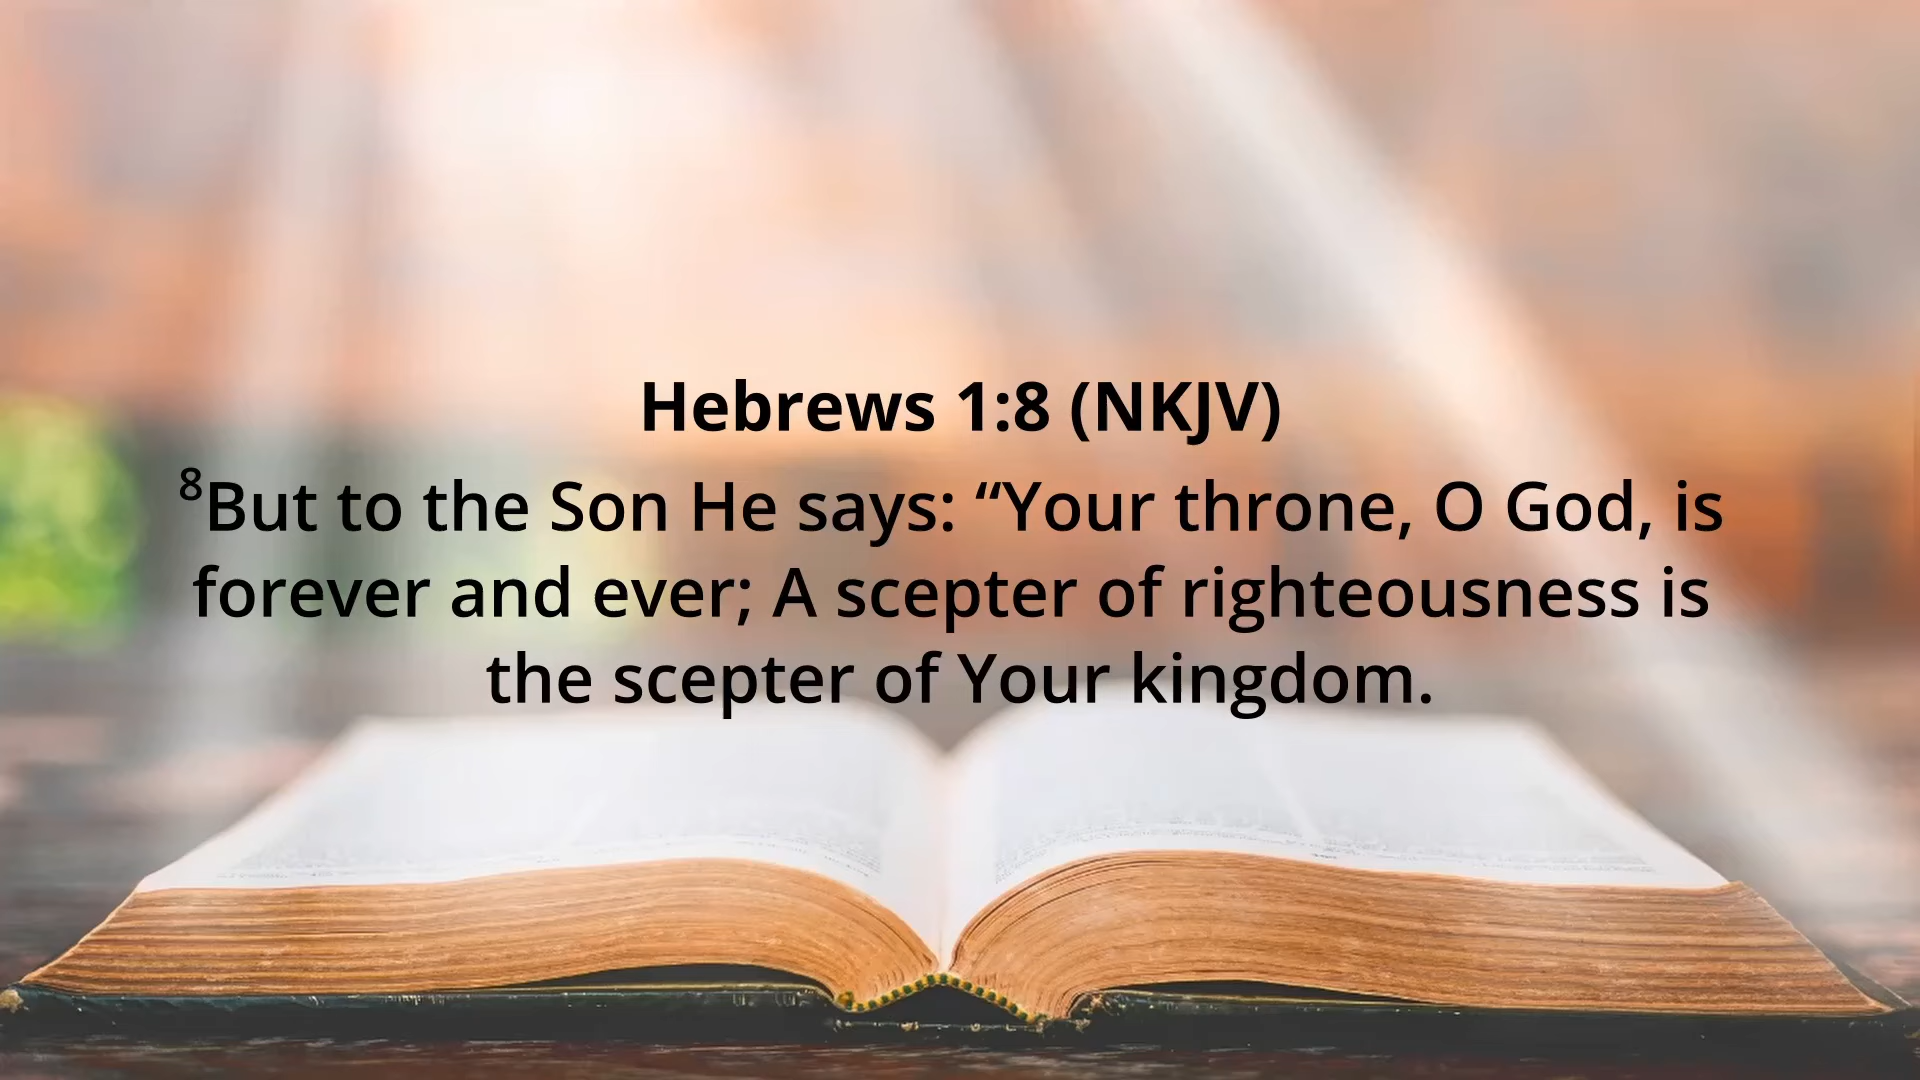 Hebrews 1:8 (NKJV)
8But to the Son He says: “Your throne, O God, is
forever and ever; A scepter of righteousness is
the scepter of Your kingdom.